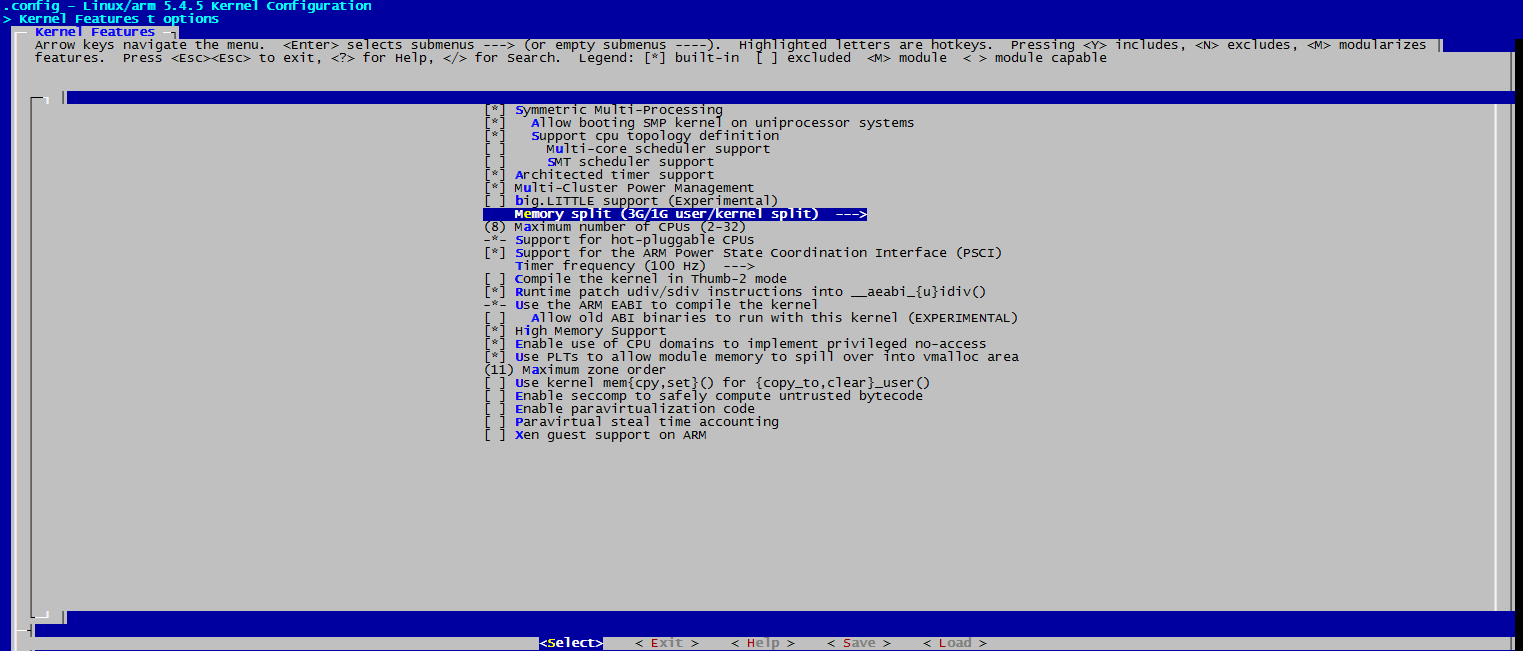 .config - Linux/arm 5.4.5 Kernel Configuration
> Kernel Features t options
Kernel Features
Arrow keys navigate the menu.  <Enter> selects submenus ---> (or empty submenus ----).  Highlighted letters are hotkeys.  Pressing <Y> includes, <N> excludes, <M> modularizes
features.  Press <Esc><Esc> to exit, <?> for Help, </> for Search.  Legend: [*] built-in  [ ] excluded  <M> module  < > module capable
[*] Symmetric Multi-Processing
[*]   Allow booting SMP kernel on uniprocessor systems
[*]   Support cpu topology definition
[ ]     Multi-core scheduler support
[ ]     SMT scheduler support
[*] Architected timer support
[*] Multi-Cluster Power Management
[ ] big.LITTLE support (Experimental)
Memory split (3G/1G user/kernel split)  --->
(8) Maximum number of CPUs (2-32)
-*- Support for hot-pluggable CPUs
[*] Support for the ARM Power State Coordination Interface (PSCI)
Timer frequency (100 Hz)  --->
[ ] Compile the kernel in Thumb-2 mode
[*] Runtime patch udiv/sdiv instructions into __aeabi_{u}idiv()
-*- Use the ARM EABI to compile the kernel
[ ]   Allow old ABI binaries to run with this kernel (EXPERIMENTAL)
[*] High Memory Support
[*] Enable use of CPU domains to implement privileged no-access
[*] Use PLTs to allow module memory to spill over into vmalloc area
(11) Maximum zone order
[ ] Use kernel mem{cpy,set}() for {copy_to,clear}_user()
[ ] Enable seccomp to safely compute untrusted bytecode
[ ] Enable paravirtualization code
[ ] Paravirtual steal time accounting
[ ] Xen guest support on ARM
<Select>    < Exit >    < Help >    < Save >    < Load >